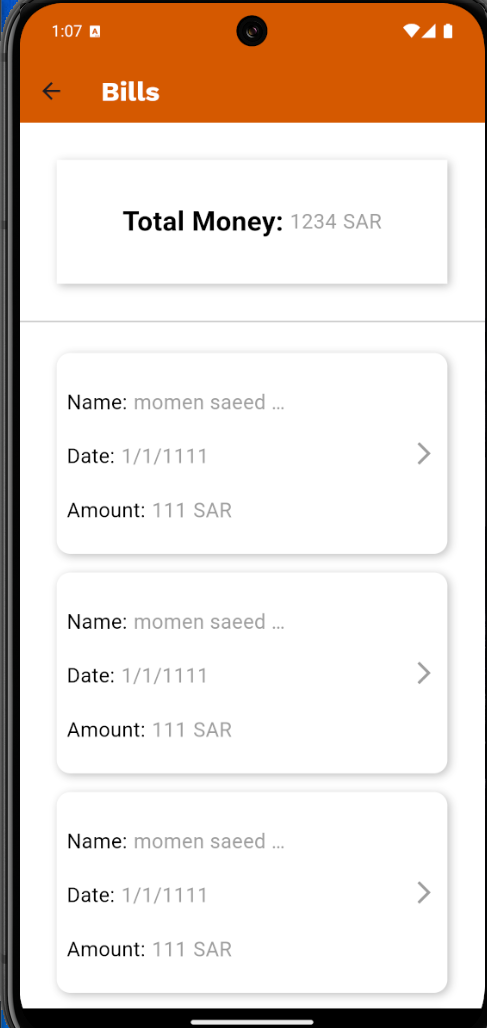 1:07 A
Bills
Total Money: 1234 SAR
Name: momen saeed ...
Date: 1/1/1111
Amount: 111 SAR
Name: momen saeed ...
Date: 1/1/1111
Amount: 111 SAR
Name: momen saeed ...
Date: 1/1/1111
Amount: 111 SAR